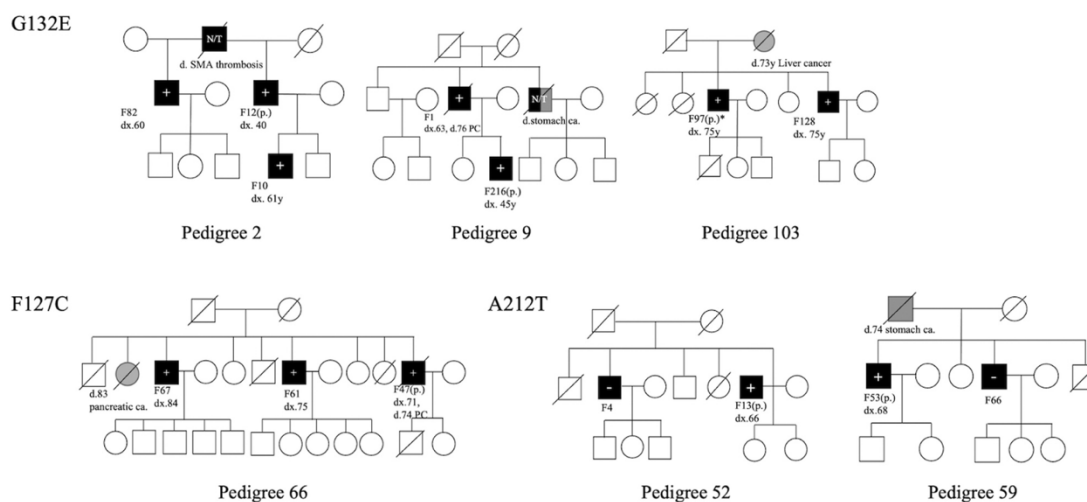 G132E
N/T
d. SMA thrombosis
+
+
F82
dx.60
F12(p.)
dx. 40
+
F10
dx. 61y
Pedigree 2
+
N/T
F1
dx.63, d.76 PC
d.stomach ca.
+
F216(p.)
dx. 45y
Pedigree 9
d.73y Liver cancer
+
+
F97(p.)*
dx. 75y
F128
dx. 75y
Pedigree 103
F127C
+
+
+
d.83
pancreatic ca.
F67
dx.84
F61
dx.75
F47(p.)
dx.71,
d.74 PC
Pedigree 66
A212T
-
+
F4
F13(p.)
dx.66
Pedigree 52
d.74 stomach ca.
+
-
F53(p.)
dx.68
F66
Pedigree 59